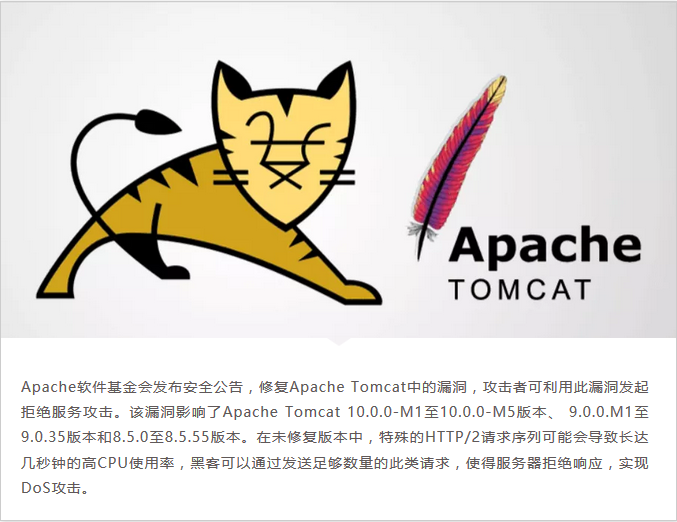 Apache
TOMCAT
Apache软件基金会发布安全公告，修复Apache Tomcat中的漏洞，攻击者可利用此漏洞发起
拒绝服务攻击。该漏洞影响了Apache Tomcat 10.0.0-M1至10.0.0-M5版本、 9.0.0.M1至
9.0.35版本和8.5.0至8.5.55版本。在未修复版本中，特殊的HTTP/2请求序列可能会导致长达
几秒钟的高CPU使用率，黑客可以通过发送足够数量的此类请求，使得服务器拒绝响应，实现
DoS攻击。